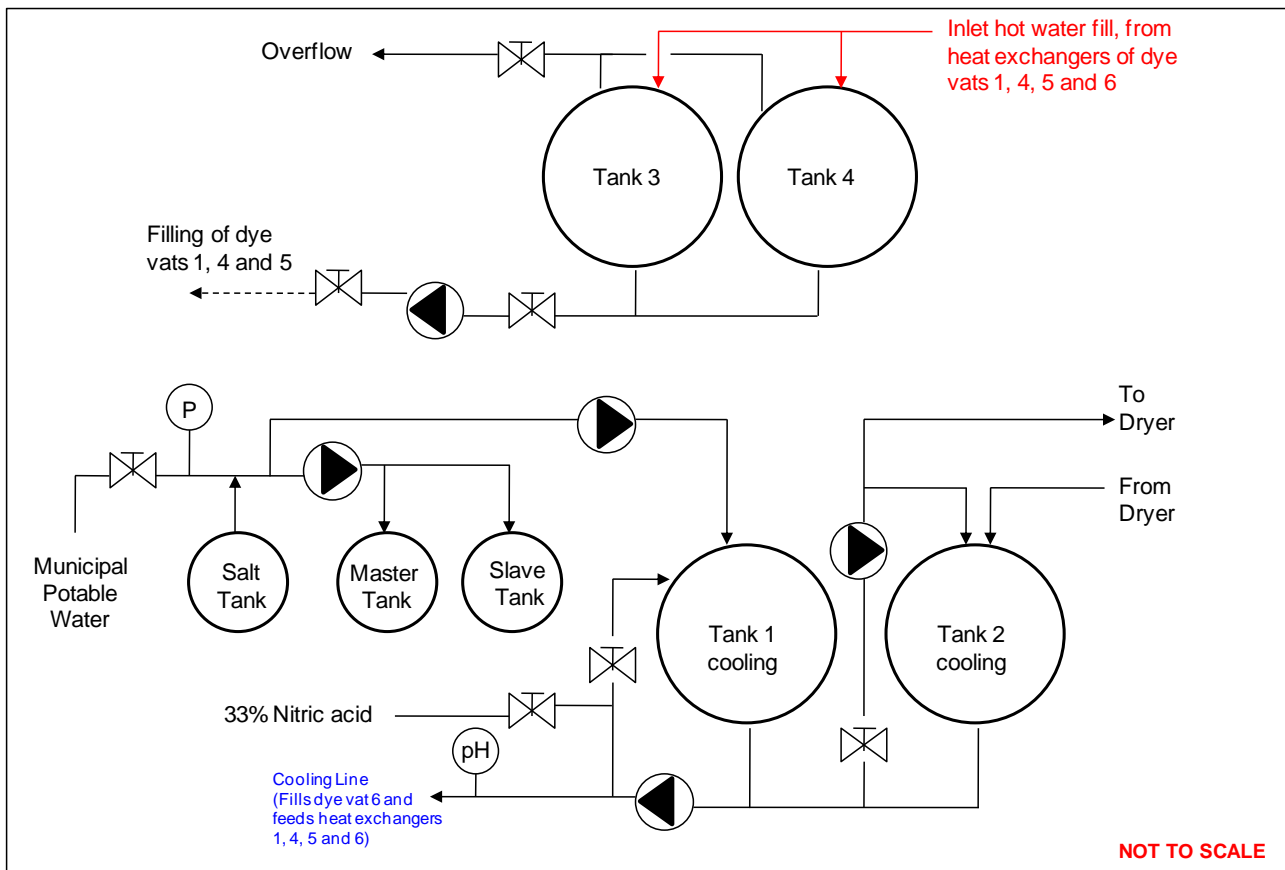 Overflow
Inlet hot water fill, from
heat exchangers of dye
vats 1, 4, 5 and 6
Tank 3
Tank 4
Filling of dye
vats 1, 4 and 5
P
To
Dryer
From
Dryer
Municipal
Potable
Water
Salt
Tank
Master
Tank
Slave
Tank
Tank 1
cooling
Tank 2
cooling
33% Nitric acid
pH
Cooling Line
(Fills dye vat 6 and
feeds heat exchangers
1, 4, 5 and 6)
NOT TO SCALE